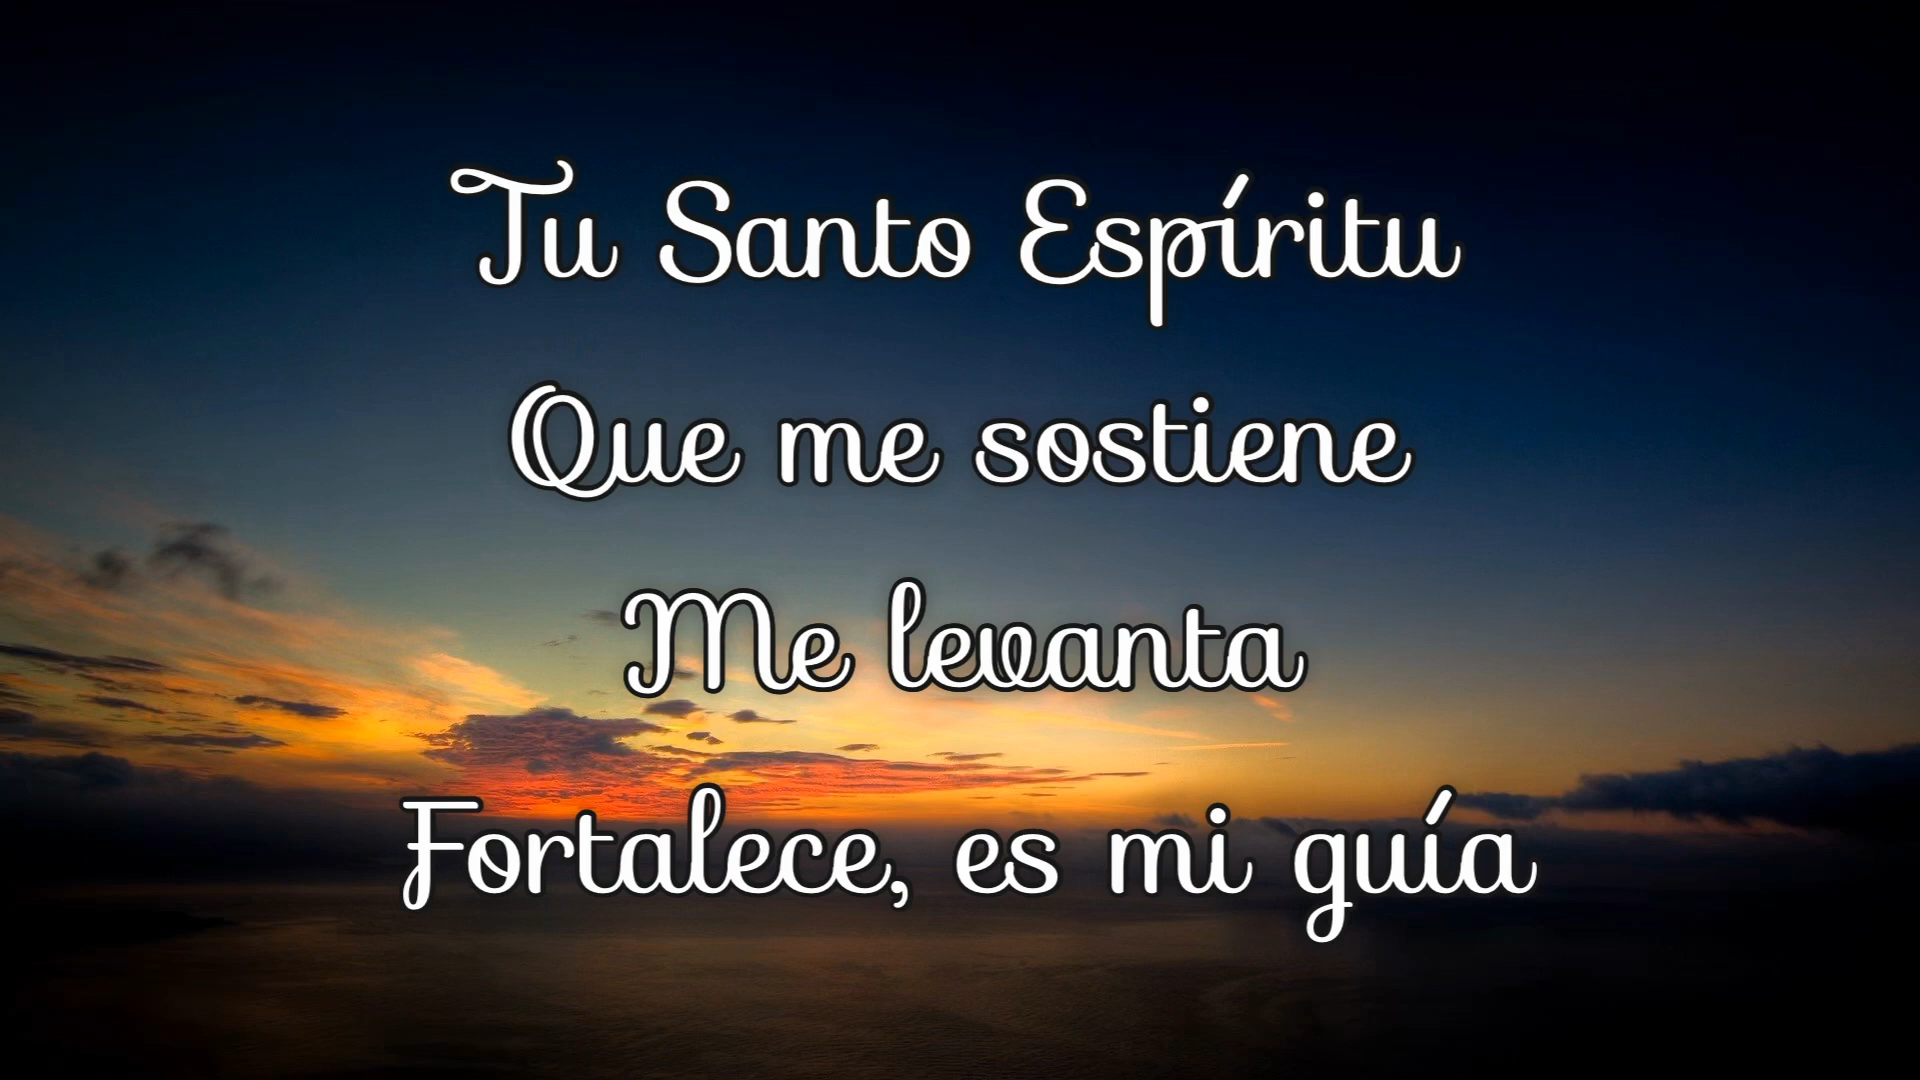 Tu Santo Espíritu
Que me sostiene
Me levanta
Fortalece, es mi guía